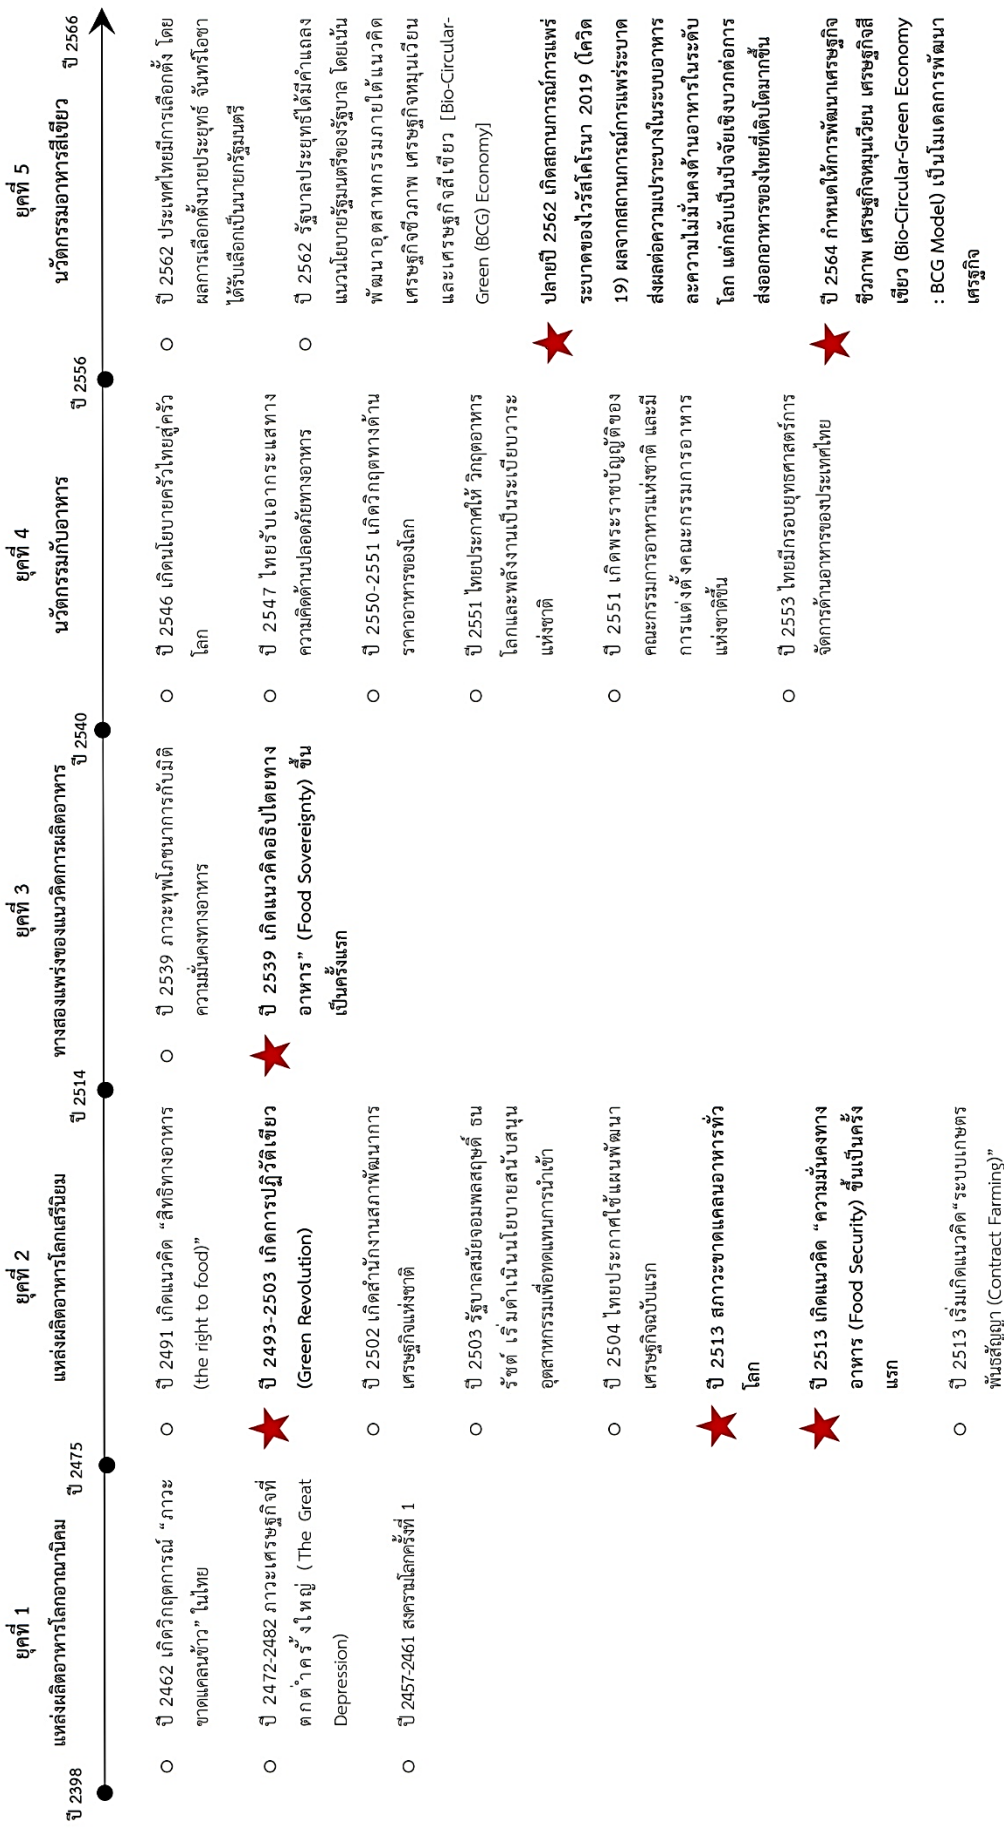 ยุคที่ 1
แหล่งผลิตอาหารโลกอาณานิคม
ปี 2398
ปี 2462 เกิดวิกฤตการณ์ “ภาวะ
ขาดแคลนข้าว” ในไทย
ปี 2472-2482 ภาวะเศรษฐกิจที่
ตกต่ำครั้งใหญ่ (The Great
Depression)
ปี 2457-2461 สงครามโลกครั้งที่ 1
ปี 2475
ยุคที่ 2
แหล่งผลิตอาหารโลกเสรีนิยม
ปี 2491 เกิดแนวคิด “สิทธิทางอาหาร
(the right to food)”
ปี 2493-2503 เกิดการปฏิวัติเขียว
(Green Revolution)
ปี 2502 เกิดสำนักงานสภาพัฒนาการ
เศรษฐกิจแห่งชาติ
ปี 2503 รัฐบาลสมัยจอมพลสฤษดิ์ ธน
รัชต์ เริ่มดำเนินนโยบายสนับสนุน
อุตสาหกรรมเพื่อทดแทนการนำเข้า
ปี 2504 ไทยประกาศใช้แผนพัฒนา
เศรษฐกิจฉบับแรก
ปี 2513 สภาวะขาดแคลนอาหารทั่ว
โลก
ปี 2513 เกิดแนวคิด “ความมั่นคงทาง
อาหาร (Food Security) ขึ้นเป็นครั้ง
แรก
ปี 2513 เริ่มเกิดแนวคิด“ระบบเกษตร
พันธสัญญา (Contract Farming)”
ปี 2514
ยุคที่ 3
ทางสองแพร่งของแนวคิดการผลิตอาหาร
ปี 2539 ภาวะทุพโภชนาการกับมิติ
ความมั่นคงทางอาหาร
ปี 2539 เกิดแนวคิดอธิปไตยทาง
อาหาร” (Food Sovereignty) ขึ้น
เป็นครั้งแรก
ปี 2540
ยุคที่ 4
นวัตกรรมกับอาหาร
ปี 2546 เกิดนโยบายครัวไทยสู่ครัว
โลก
ปี 2547 ไทยรับเอากระแสทาง
ความคิดด้านปลอดภัยทางอาหาร
ปี 2550-2551 เกิดวิกฤตทางด้าน
ราคาอาหารของโลก
ปี 2551 ไทยประกาศให้ วิกฤตอาหาร
โลกและพลังงานเป็นระเบียบวาระ
แห่งชาติ
ปี 2551 เกิดพระราชบัญญัติของ
คณะกรรมการอาหารแห่งชาติ และมี
การแต่งตั้งคณะกรรมการอาหาร
แห่งชาติขึ้น
ปี 2553 ไทยมีกรอบยุทธศาสตร์การ
จัดการด้านอาหารของประเทศไทย
ปี 2556
ยุคที่ 5
นวัตกรรมอาหารสีเขียว
ปี 2562 ประเทศไทยมีการเลือกตั้ง โดย
ผลการเลือกตั้งนายประยุทธ์ จันทร์โอชา
ได้รับเลือกเป็นนายกรัฐมนตรี
ปี 2562 รัฐบาลประยุทธ์ได้มีคำแถลง
แนวนโยบายรัฐมนตรีของรัฐบาล โดยเน้น
พัฒนาอุตสาหกรรมภายใต้แนวคิด
เศรษฐกิจชีวภาพ เศรษฐกิจหมุนเวียน
และเศรษฐกิจสีเขียว [Bio-Circular-
Green (BCG) Economy]
ปลายปี 2562 เกิดสถานการณ์การแพร่
ระบาดของไวรัสโคโรนา 2019 (โควิด
19) ผลจากสถานการณ์การแพร่ระบาด
ส่งผลต่อความเปราะบางในระบบอาหาร
ละความไม่มั่นคงด้านอาหารในระดับ
โลก แต่กลับเป็นปัจจัยเชิงบวกต่อการ
ส่งออกอาหารของไทยที่เติบโตมากขึ้น
ปี 2564 กำหนดให้การพัฒนาเศรษฐกิจ
ชีวภาพ เศรษฐกิจหมุนเวียน เศรษฐกิจสี
เขียว (Bio-Circular-Green Economy
: BCG Model) เป็นโมเดลการพัฒนา
เศรฐกิจ
ปี 2566